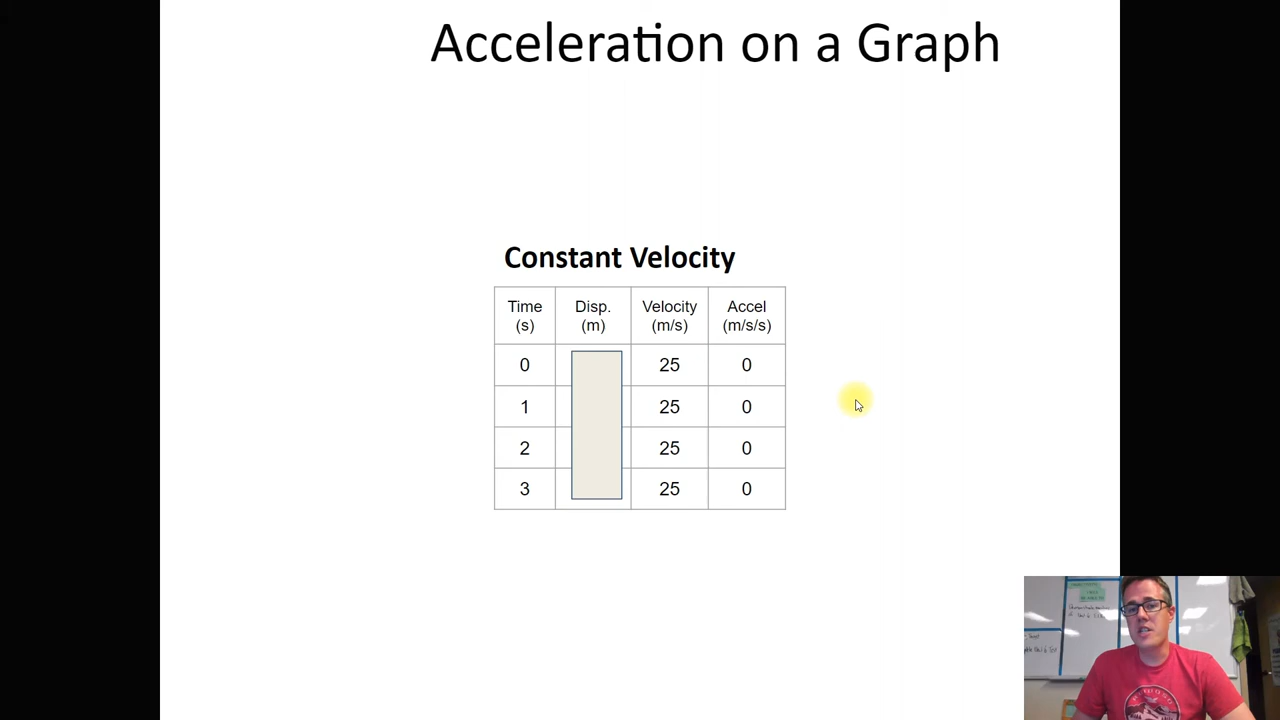 Acceleration on a Graph
Constant Velocity
Time (s) Disp. (m) Velocity (m/s) Accel (m/s/s)
0 25 0
1 25 0
2 25 0
3 25 0